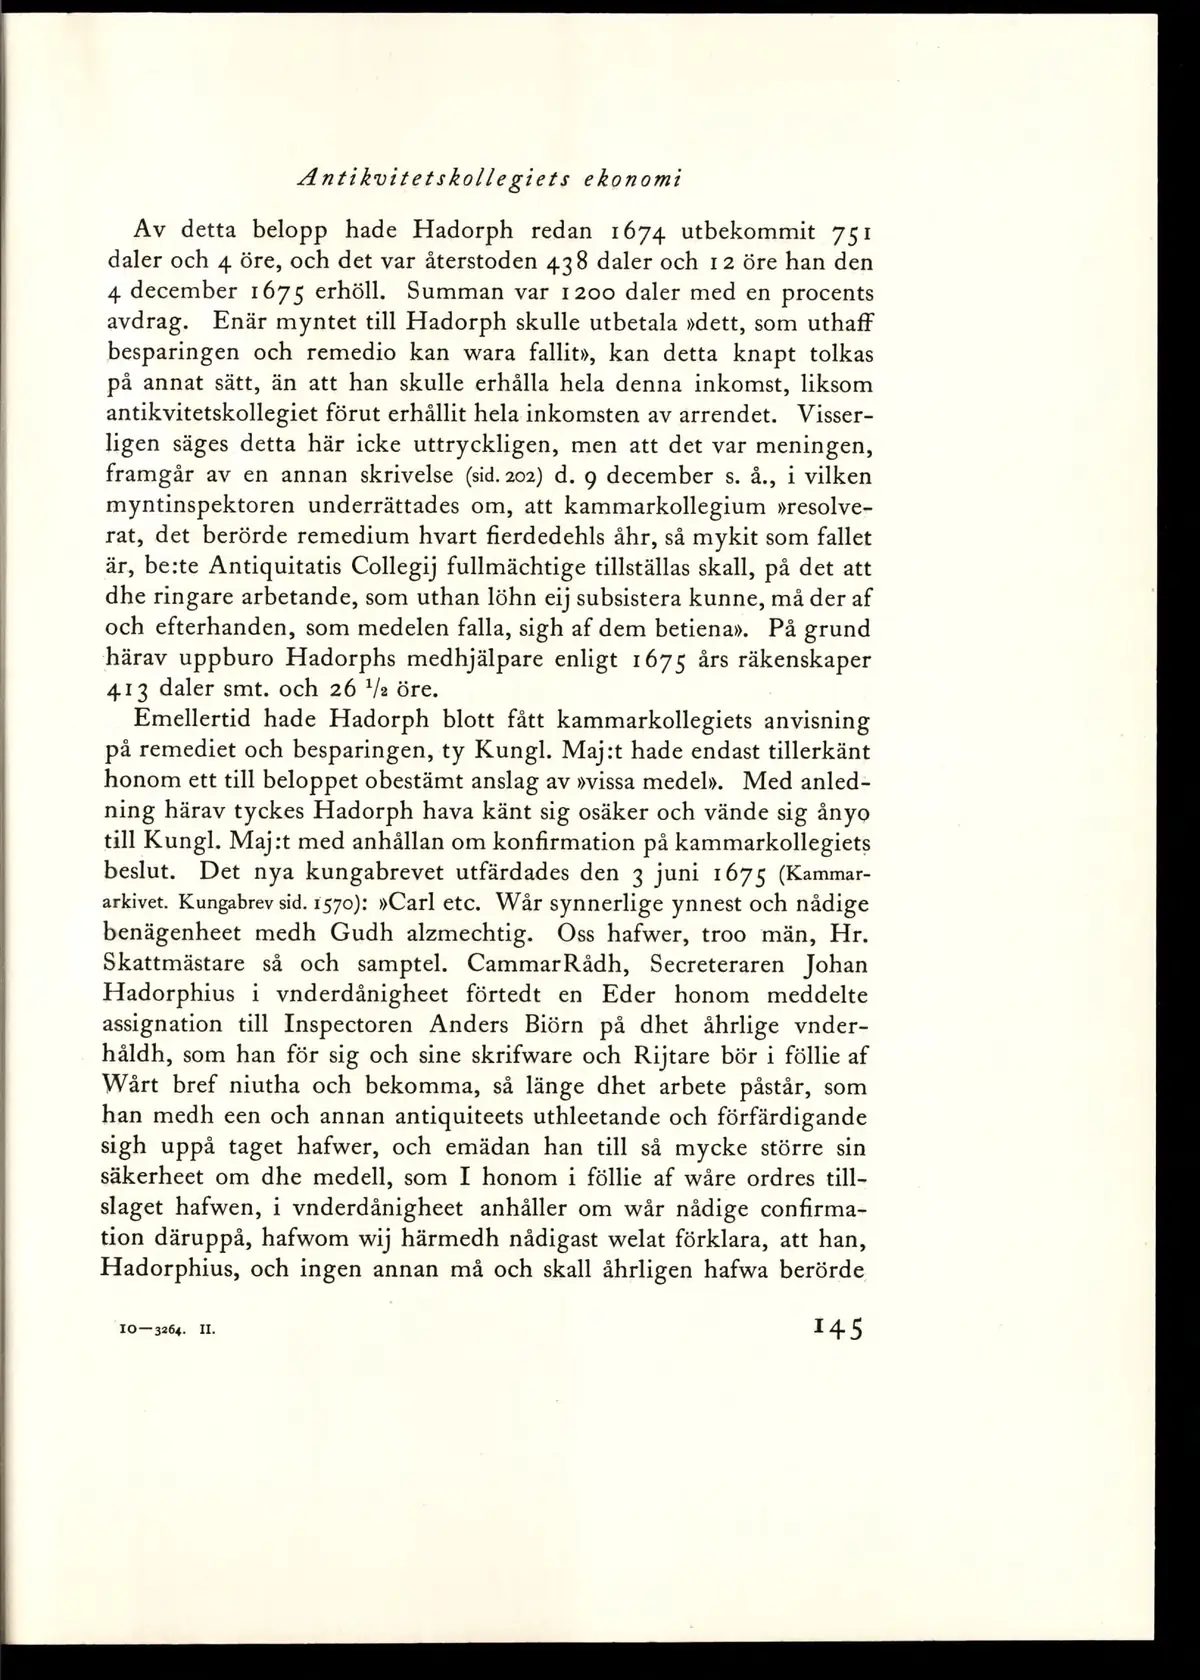 Antikvitetskollegiets ekonomi
Av detta belopp hade Hadorph redan 1674 utbekommit 751
daler och 4 öre, och det var återstoden 438 daler och 12 öre han den
4 december 1675 erhöll. Summan var 1200 daler med en procents
avdrag. Enär myntet till Hadorph skulle utbetala »dett, som uthaff
besparingen och remedio kan wara fallit», kan detta knapt tolkas
på annat sätt, än att han skulle erhålla hela denna inkomst, liksom
antikvitetskollegiet förut erhållit hela inkomsten av arrendet. Visser-
ligen säges detta här icke uttryckligen, men att det var meningen,
framgår av en annan skrivelse (sid. 202) d. 9 december s. å., i vilken
myntinspektoren underrättades om, att kammarkollegium »resolve-
rat, det berörde remedium hvart fierdedehls åhr, så mykit som fallet
är, be:te Antiquitatis Collegij fullmächtige tillställas skall, på det att
dhe ringare arbetande, som uthan löhn eij subsistera kunne, må der af
och efterhanden, som medelen falla, sigh af dem betiena». På grund
härav uppburo Hadorphs medhjälpare enligt 1675 års räkenskaper
413 daler smt. och 26 1/2 öre.
Emellertid hade Hadorph blott fått kammarkollegiets anvisning
på remediet och besparingen, ty Kungl. Maj:t hade endast tillerkänt
honom ett till beloppet obestämt anslag av »vissa medel». Med anled-
ning härav tyckes Hadorph hava känt sig osäker och vände sig ånyo
till Kungl. Maj:t med anhållan om konfirmation på kammarkollegiets
beslut. Det nya kungabrevet utfärdades den 3 juni 1675 (Kammar-
arkivet. Kungabrev sid. 1570): »Carl etc. Wår synnerlige ynnest och nådige
benägenheet medh Gudh alzmechtig. Oss hafwer, troo män, Hr.
Skattmästare så och samptel. CammarRådh, Secreteraren Johan
Hadorphius i vnderdånigheet förtedt en Eder honom meddelte
assignation till Inspectoren Anders Biörn på dhet åhrlige vnder-
håldh, som han för sig och sine skrifware och Rijtare bör i föllie af
Wårt bref niutha och bekomma, så länge dhet arbete påstår, som
han medh een och annan antiquiteets uthleetande och förfärdigande
sigh uppå taget hafwer, och emädan han till så mycke större sin
säkerheet om dhe medell, som I honom i föllie af wåre ordres till-
slaget hafwen, i vnderdånigheet anhåller om wår nådige confirma-
tion däruppå, hafwom wij härmedh nådigast welat förklara, att han,
Hadorphius, och ingen annan må och skall åhrligen hafwa berörde
10—3264. II.
145